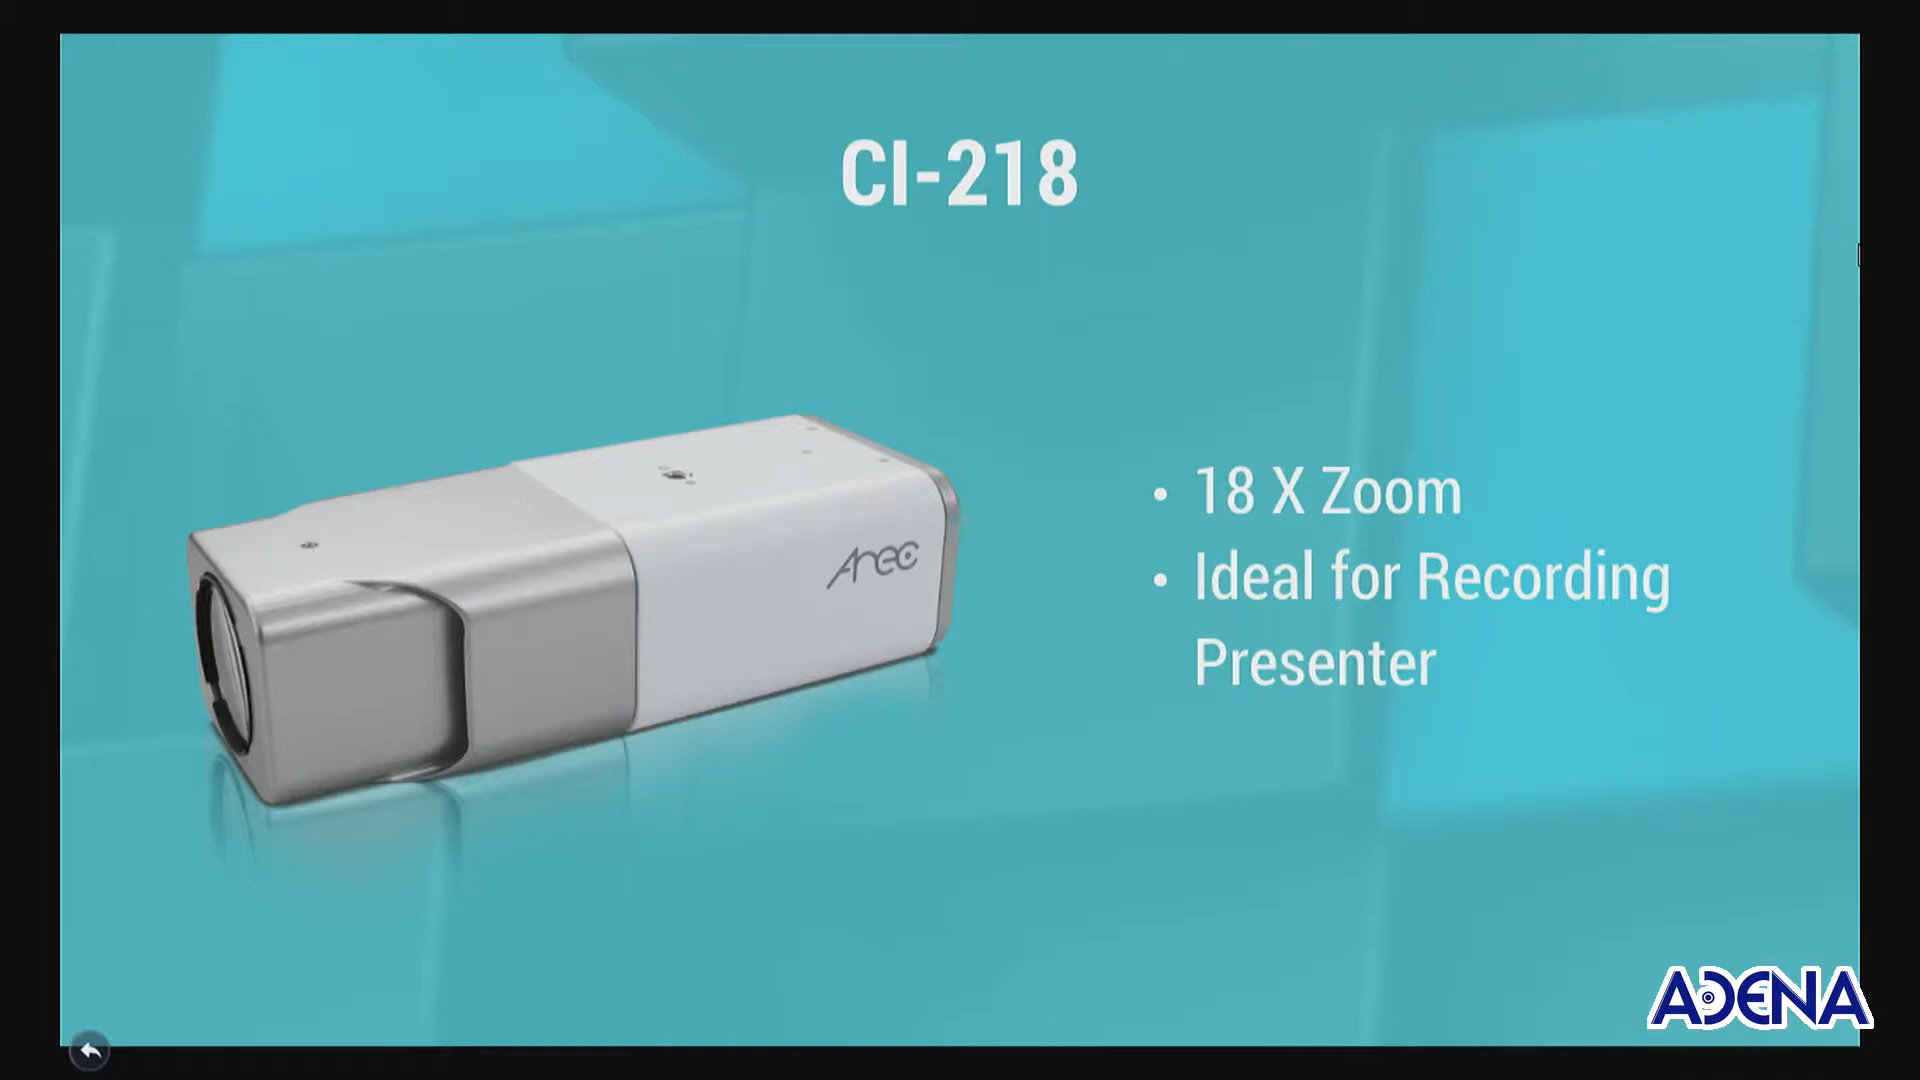 CI-218
Arec
• 18 X Zoom
• Ideal for Recording
Presenter
ADENA